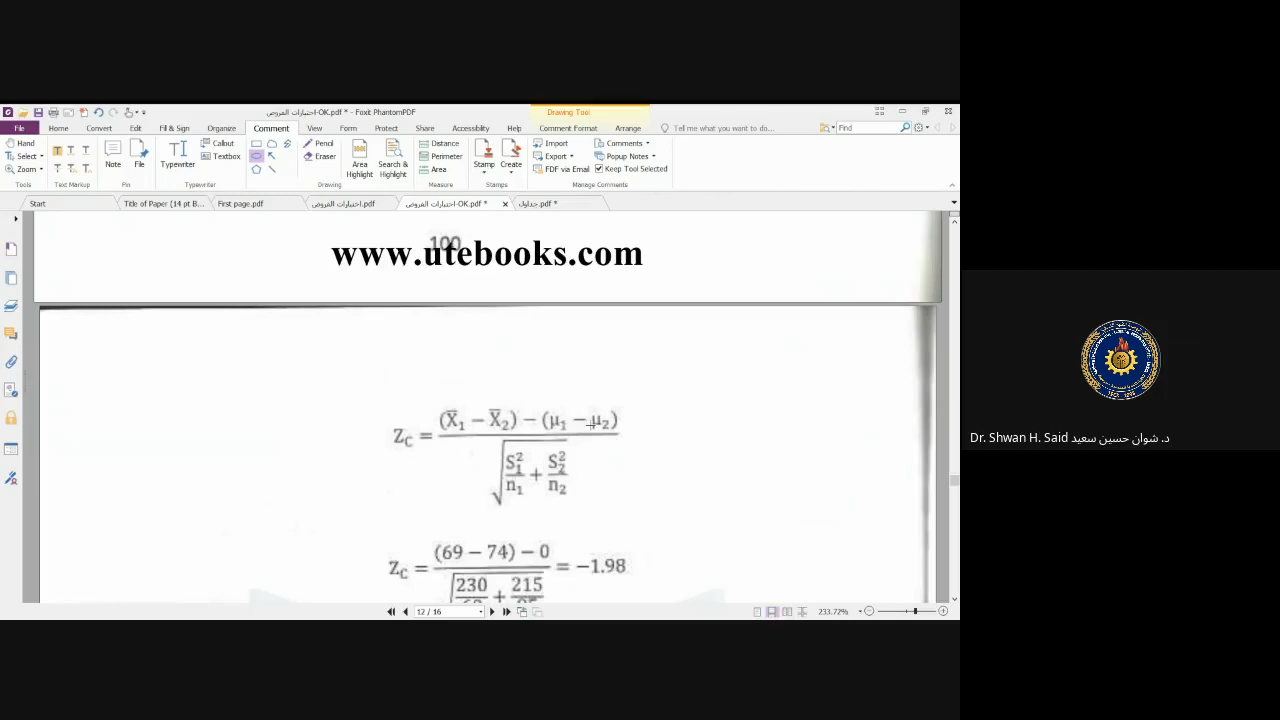 اختبارات الفروض-OK.pdf * - Foxit PhantomPDF
Drawing Tool
File Home Convert Edit Fill & Sign Organize Comment View Form Protect Share Accessibility Help Comment Format Arrange Tell me what you want to do... Find
Hand
Select
Zoom
Tools
Text Markup
Note
File
Pin
Typewriter
Callout
Textbox
Typewriter
Pencil
Eraser
Drawing
Area Highlight
Search & Highlight
Distance
Perimeter
Area
Measure
Stamp
Create
Stamps
Import
Export
FDF via Email
Comments
Popup Notes
Keep Tool Selected
Manage Comments
Start
Title of Paper (14 pt B...
First page.pdf
اختبارات الفروض.pdf
اختبارات الفروض-OK.pdf *
جداول.pdf *
100
www.utebooks.com
Z_C = ((X̅₁ − X̅₂) − (μ₁ − μ₂)) / √(S₁²/n₁ + S₂²/n₂)
Z_C = ((69 − 74) − 0) / √(230/ + 215/ ) = −1.98
12 / 16
233.72%
Dr. Shwan H. Said د. شوان حسين سعيد